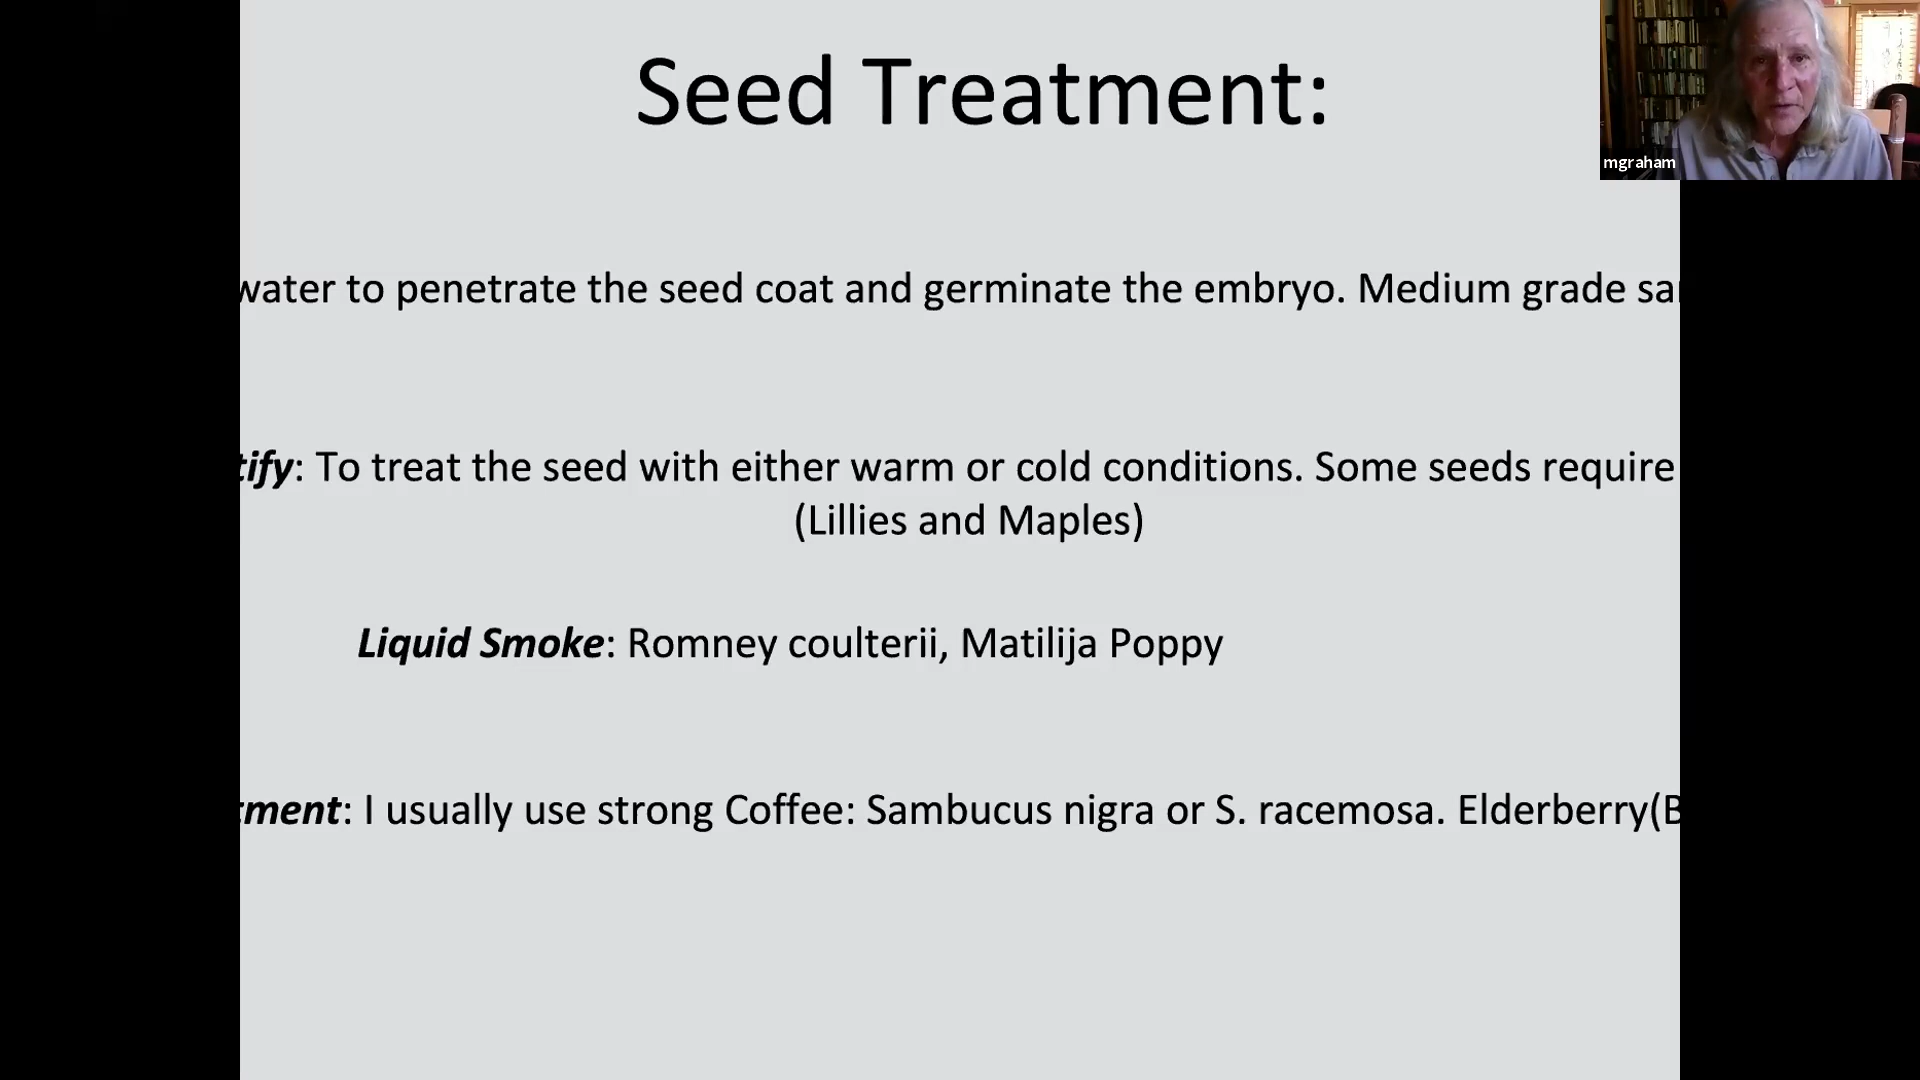 Seed Treatment:
mgraham
water to penetrate the seed coat and germinate the embryo. Medium grade
tify: To treat the seed with either warm or cold conditions. Some seeds require
(Lillies and Maples)
Liquid Smoke: Romney coulterii, Matilija Poppy
tment: I usually use strong Coffee: Sambucus nigra or S. racemosa. Elderberry(B